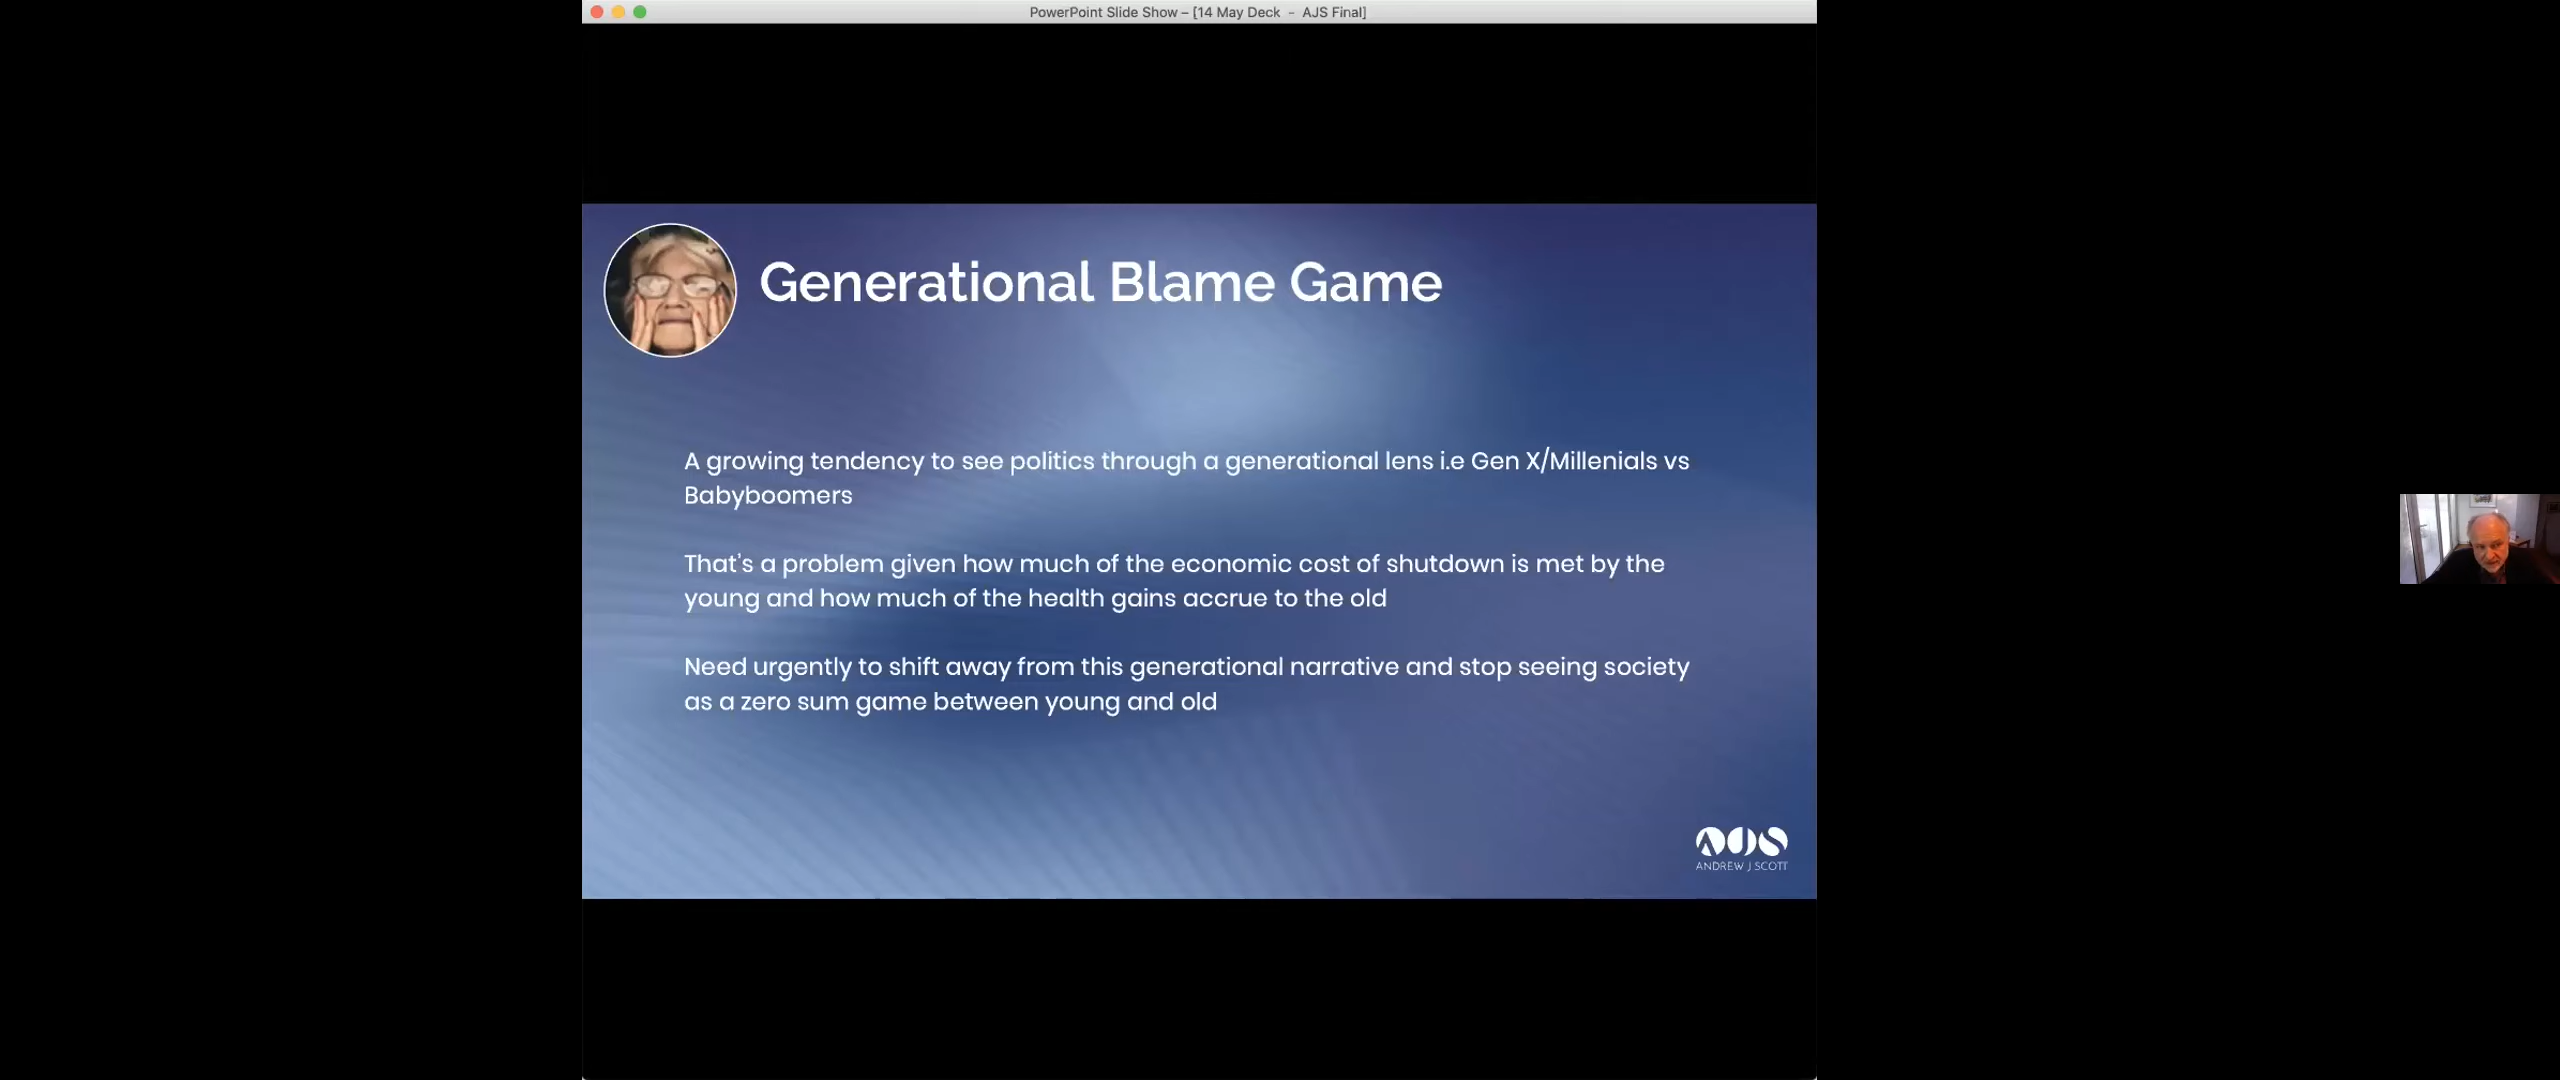 PowerPoint Slide Show – [14 May Deck - AJS Final]
Generational Blame Game
A growing tendency to see politics through a generational lens i.e Gen X/Millenials vs
Babyboomers
That's a problem given how much of the economic cost of shutdown is met by the
young and how much of the health gains accrue to the old
Need urgently to shift away from this generational narrative and stop seeing society
as a zero sum game between young and old
AJS
ANDREW J SCOTT